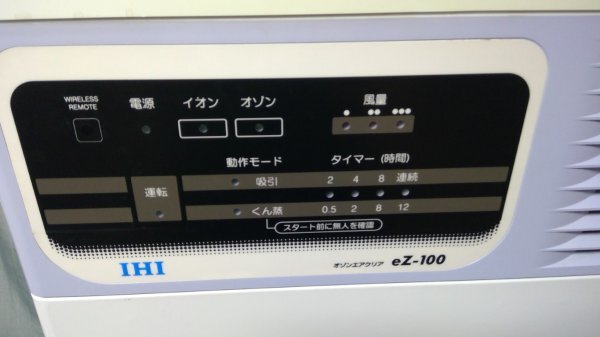 WIRELESS
REMOTE
電源
イオン
オゾン
風量
動作モード
タイマー (時間)
運転
吸引
2 4 8 連続
くん蒸
0.5 2 8 12
スタート前に無人を確認
IHI
オゾンエアクリア eZ-100